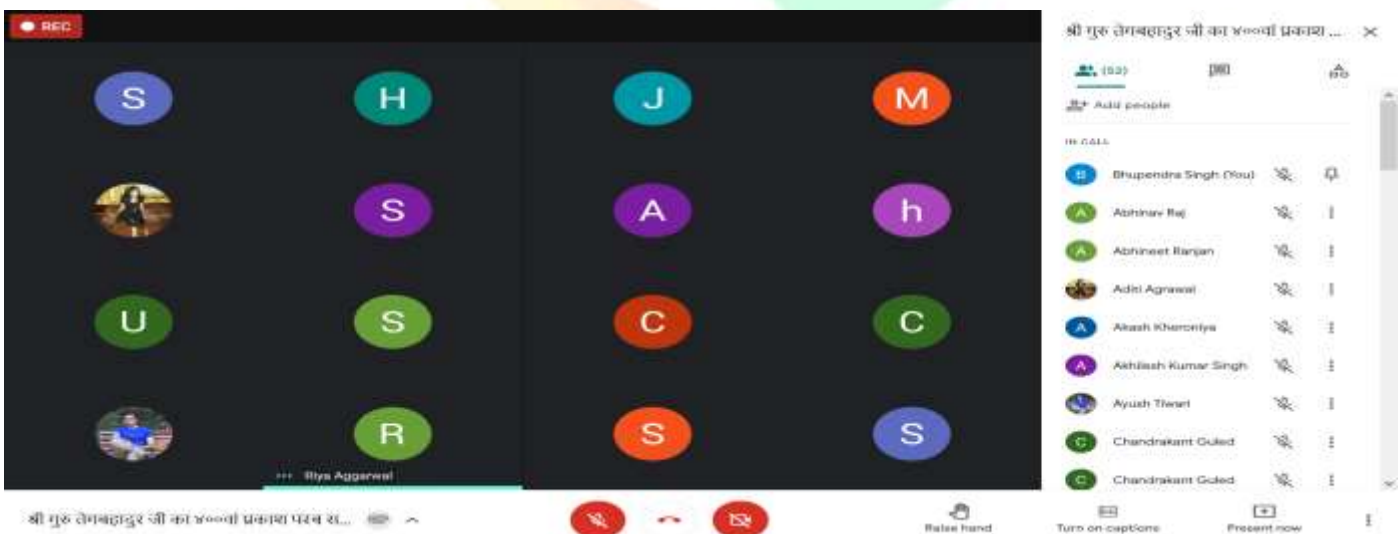 REC
S
H
J
M
S
A
h
U
S
C
C
R
S
S
Riya Aggarwal
श्री गुरु तेगबहादुर जी का ४००वां प्रकाश ...
(53)
Add people
IN CALL
B Bhupendra Singh (You)
A Abhinav Raj
A Abhineet Ranjan
Aditi Agrawal
A Akash Kheroniya
A Akhilesh Kumar Singh
Ayush Tiwari
C Chandrakant Guled
C Chandrakant Guled
श्री गुरु तेगबहादुर जी का ४००वां प्रकाश परब स...
Raise hand
Turn on captions
Present now